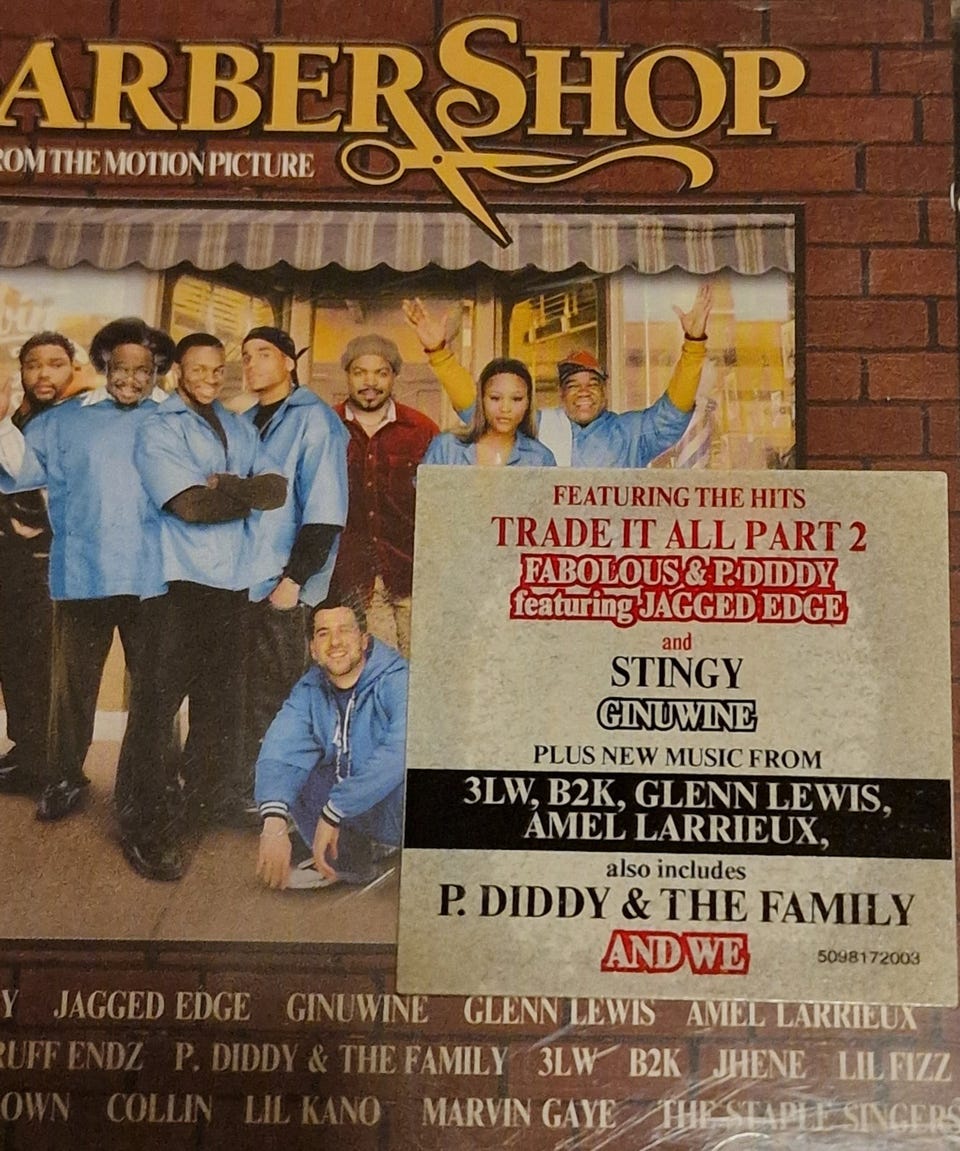 ARBERSHOP
ROM THE MOTION PICTURE
FEATURING THE HITS
TRADE IT ALL PART 2
FABOLOUS & P. DIDDY
featuring JAGGED EDGE
and
STINGY
GINUWINE
PLUS NEW MUSIC FROM
3LW, B2K, GLENN LEWIS,
AMEL LARRIEUX,
also includes
P. DIDDY & THE FAMILY
AND WE
5098172003
Y JAGGED EDGE GINUWINE GLENN LEWIS AMEL LARRIEUX
RUFF ENDZ P. DIDDY & THE FAMILY 3LW B2K JHENE LIL FIZZ
OWN COLLIN LIL KANO MARVIN GAYE THE STAPLE SINGERS